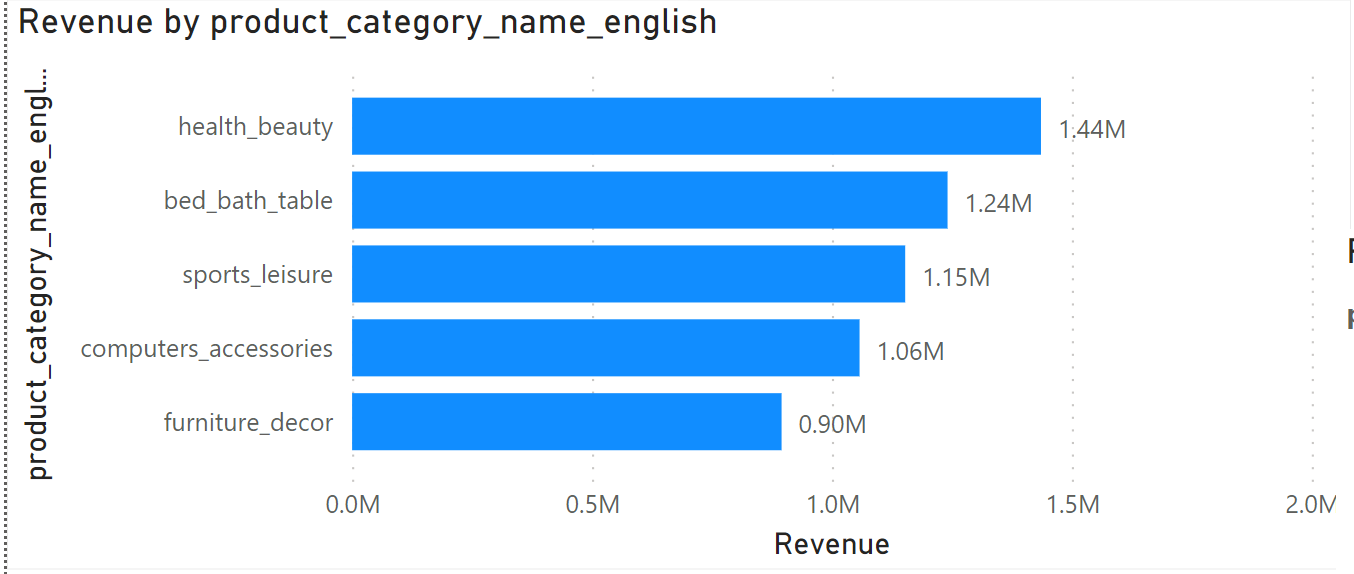 Revenue by product_category_name_english
product_category_name_engl...
health_beauty
1.44M
bed_bath_table
1.24M
sports_leisure
1.15M
computers_accessories
1.06M
furniture_decor
0.90M
0.0M
0.5M
1.0M
1.5M
2.0M
Revenue